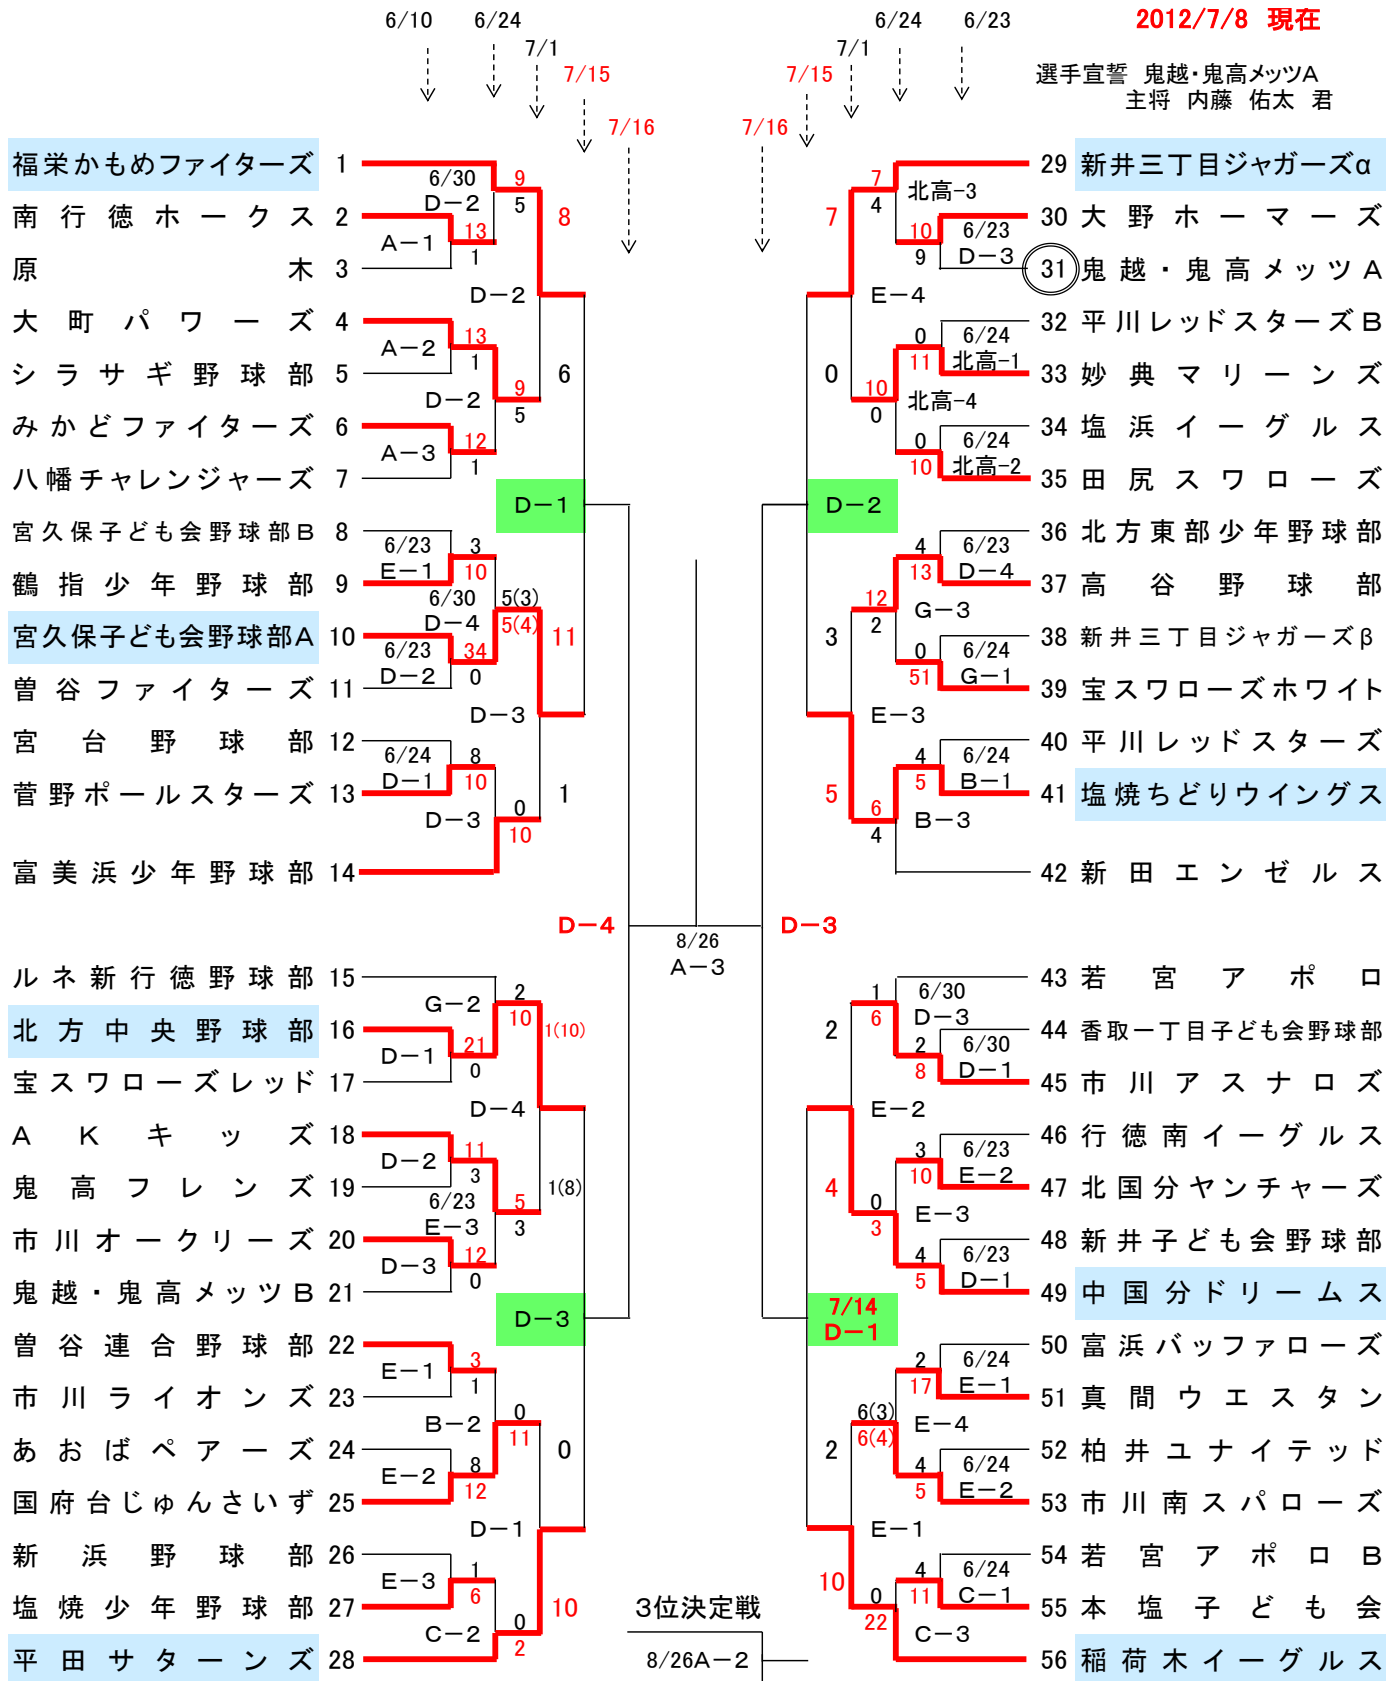 6/10
6/24
7/1
7/15
7/16
6/24
6/23
7/1
7/15
7/16
2012/7/8 現在
選手宣誓 鬼越・鬼高メッツA
主将 内藤 佑太 君
福栄かもめファイターズ 1
南行徳ホークス 2
原木 3
大町パワーズ 4
シラサギ野球部 5
みかどファイターズ 6
八幡チャレンジャーズ 7
宮久保子ども会野球部B 8
鶴指少年野球部 9
宮久保子ども会野球部A 10
曽谷ファイターズ 11
宮台野球部 12
菅野ポールスターズ 13
富美浜少年野球部 14
ルネ新行徳野球部 15
北方中央野球部 16
宝スワローズレッド 17
AKキッズ 18
鬼高フレンズ 19
市川オークリーズ 20
鬼越・鬼高メッツB 21
曽谷連合野球部 22
市川ライオンズ 23
あおばペアーズ 24
国府台じゅんさいず 25
新浜野球部 26
塩焼少年野球部 27
平田サターンズ 28
6/30
D-2
9
5
8
A-1
13
1
D-2
A-2
13
1
6
D-2
9
5
A-3
12
1
D-1
6/23
E-1
3
10
6/30
D-4
5(3)
5(4)
11
6/23
D-2
34
0
D-3
6/24
D-1
8
10
1
D-3
0
10
D-4
G-2
2
10
1(10)
D-1
21
0
D-4
D-2
11
3
1(8)
6/23
E-3
5
3
D-3
12
0
D-3
E-1
3
1
B-2
0
11
0
E-2
8
12
D-1
E-3
1
6
10
C-2
0
2
8/26
A-3
3位決定戦
8/26A-2
29 新井三丁目ジャガーズα
30 大野ホーマーズ
31 鬼越・鬼高メッツA
32 平川レッドスターズB
33 妙典マリーンズ
34 塩浜イーグルス
35 田尻スワローズ
36 北方東部少年野球部
37 高谷野球部
38 新井三丁目ジャガーズβ
39 宝スワローズホワイト
40 平川レッドスターズ
41 塩焼ちどりウイングス
42 新田エンゼルス
43 若宮アポロ
44 香取一丁目子ども会野球部
45 市川アスナロズ
46 行徳南イーグルス
47 北国分ヤンチャーズ
48 新井子ども会野球部
49 中国分ドリームス
50 富浜バッファローズ
51 真間ウエスタン
52 柏井ユナイテッド
53 市川南スパローズ
54 若宮アポロB
55 本塩子ども会
56 稲荷木イーグルス
7
7
4
北高-3
10
9
6/23
D-3
E-4
0
11
6/24
北高-1
0
10
0
北高-4
0
10
6/24
北高-2
D-2
4
13
6/23
D-4
12
2
G-3
3
0
51
6/24
G-1
E-3
4
5
6/24
B-1
5
6
4
B-3
D-3
1
6
6/30
D-3
2
2
8
6/30
D-1
E-2
3
10
6/23
E-2
4
0
3
E-3
4
5
6/23
D-1
7/14
D-1
2
17
6/24
E-1
6(3)
6(4)
E-4
2
4
5
6/24
E-2
E-1
4
11
6/24
C-1
10
0
22
C-3